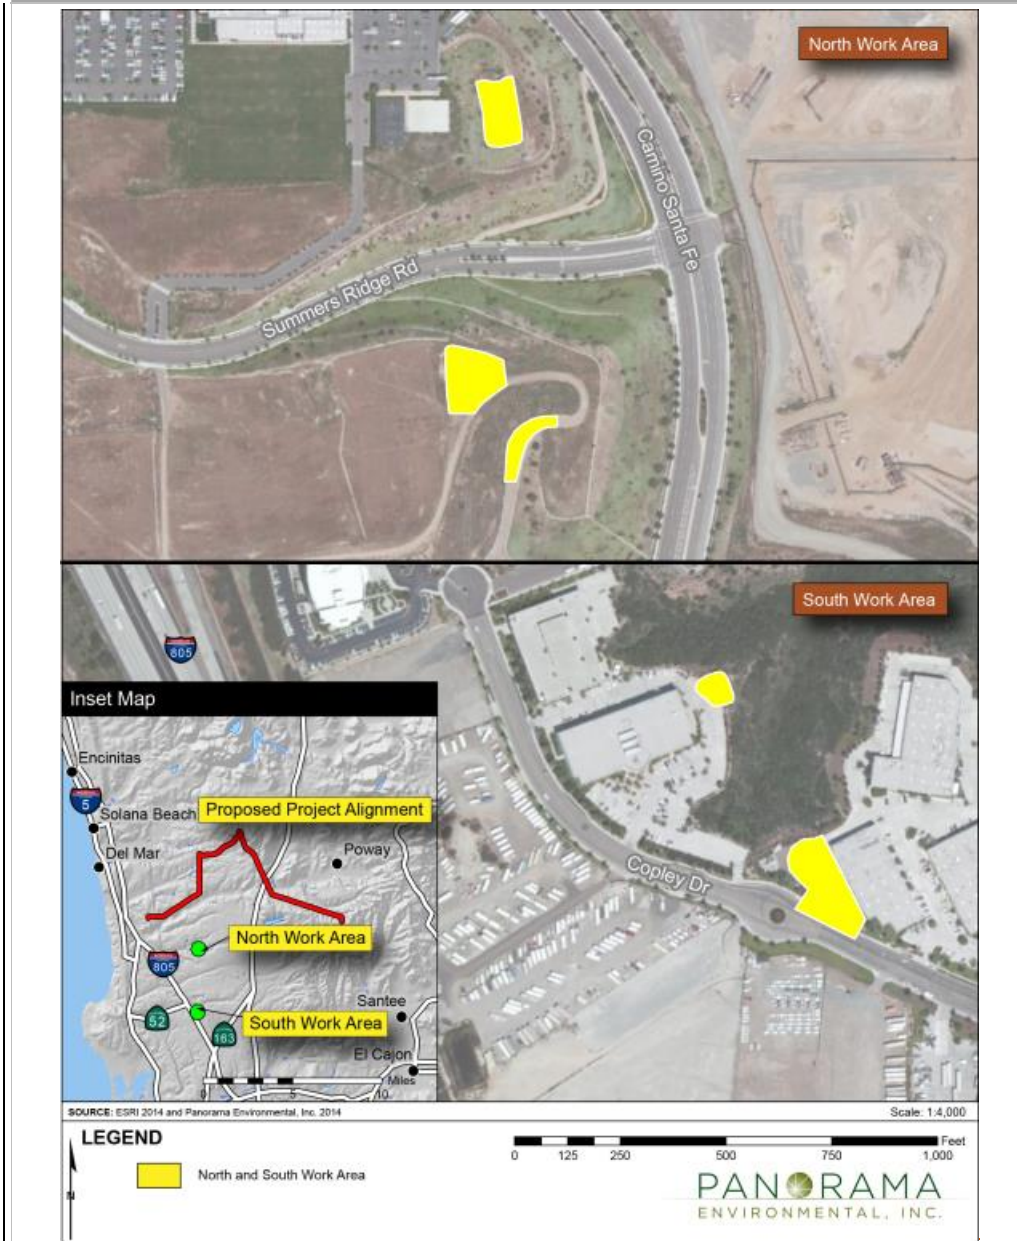 North Work Area
Camino Santa Fe
Summers Ridge Rd
South Work Area
805
Inset Map
Encinitas
5
Solana Beach
Proposed Project Alignment
Del Mar
Poway
North Work Area
805
Santee
52
South Work Area
163
El Cajon
Miles
0 5 10
Copley Dr
SOURCE: ESRI 2014 and Panorama Environmental, Inc. 2014
Scale: 1:4,000
LEGEND
North and South Work Area
N
Feet
0 125 250 500 750 1,000
PANORAMA
ENVIRONMENTAL, INC.